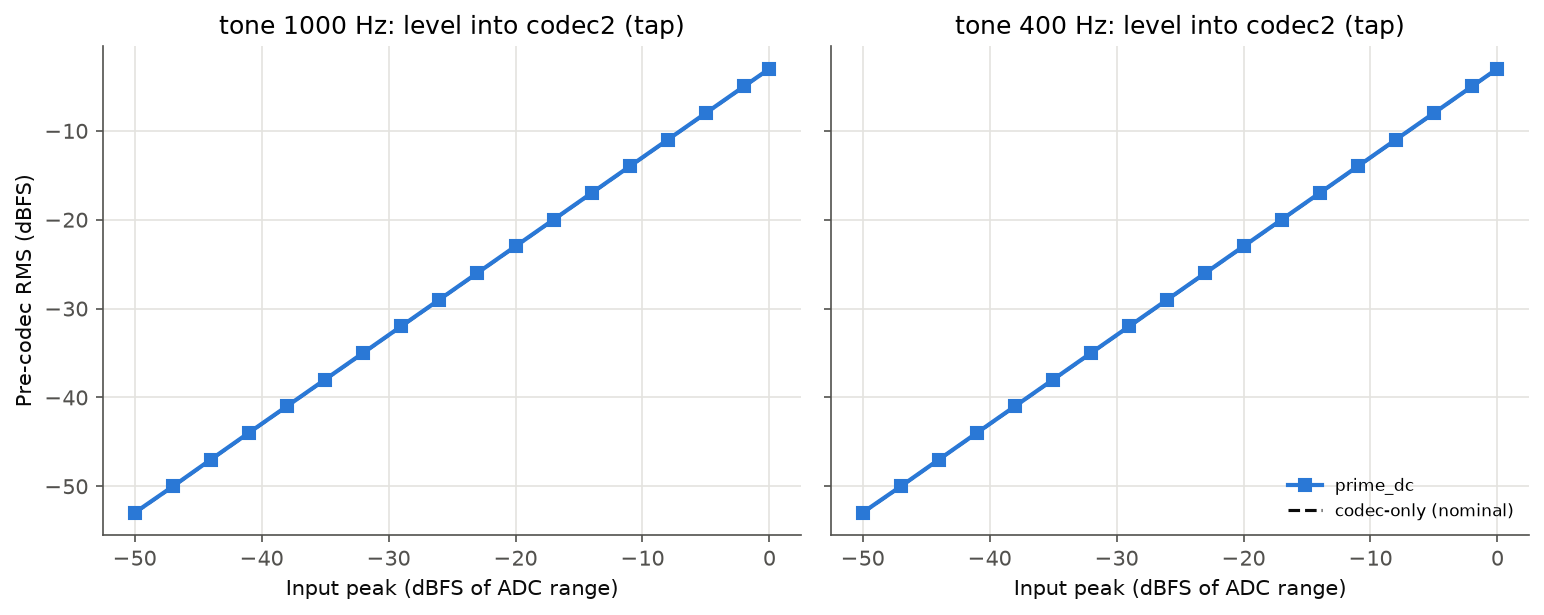 tone 1000 Hz: level into codec2 (tap)
tone 400 Hz: level into codec2 (tap)
Pre-codec RMS (dBFS)
−10
−20
−30
−40
−50
prime_dc
codec-only (nominal)
−50 −40 −30 −20 −10 0
−50 −40 −30 −20 −10 0
Input peak (dBFS of ADC range)
Input peak (dBFS of ADC range)